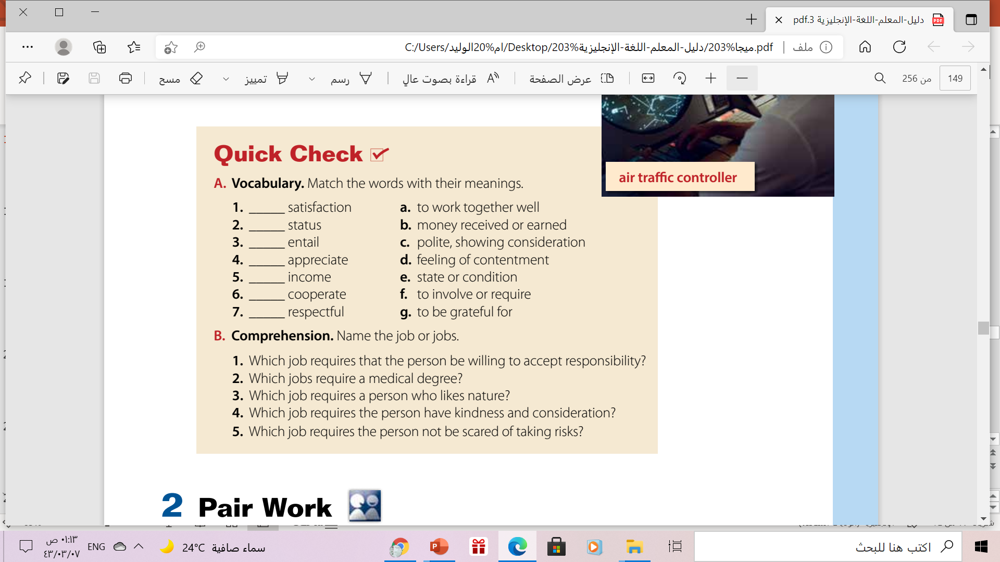 دليل-المعلم-اللغة-الإنجليزية 3.pdf
ملف
C:/Users/ام%20الوليد/Desktop/ميجا%203/دليل-المعلم-اللغة-الإنجليزية%203.pdf
149
من 256
عرض الصفحة
قراءة بصوت عالٍ
رسم
تمييز
مسح
air traffic controller
Quick Check
A. Vocabulary. Match the words with their meanings.
1. _____ satisfaction a. to work together well
2. _____ status b. money received or earned
3. _____ entail c. polite, showing consideration
4. _____ appreciate d. feeling of contentment
5. _____ income e. state or condition
6. _____ cooperate f. to involve or require
7. _____ respectful g. to be grateful for
B. Comprehension. Name the job or jobs.
1. Which job requires that the person be willing to accept responsibility?
2. Which jobs require a medical degree?
3. Which job requires a person who likes nature?
4. Which job requires the person have kindness and consideration?
5. Which job requires the person not be scared of taking risks?
2 Pair Work
اكتب هنا للبحث
24°C سماء صافية
ENG
٠١:١٣ ص
٤٣/٠٣/٠٧